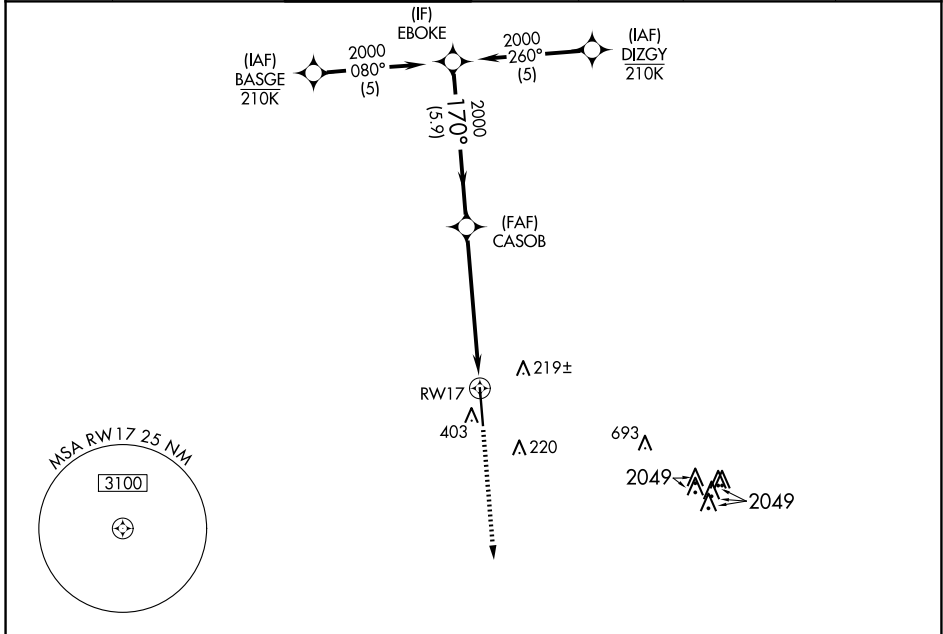 (IF)
EBOKE
(IAF)
BASGE
210K
2000
080°
(5)
2000
260°
(5)
(IAF)
DIZGY
210K
2000
170°
(5.9)
(FAF)
CASOB
RW17
219±
403
220
693
2049
2049
MSA RW17 25 NM
3100